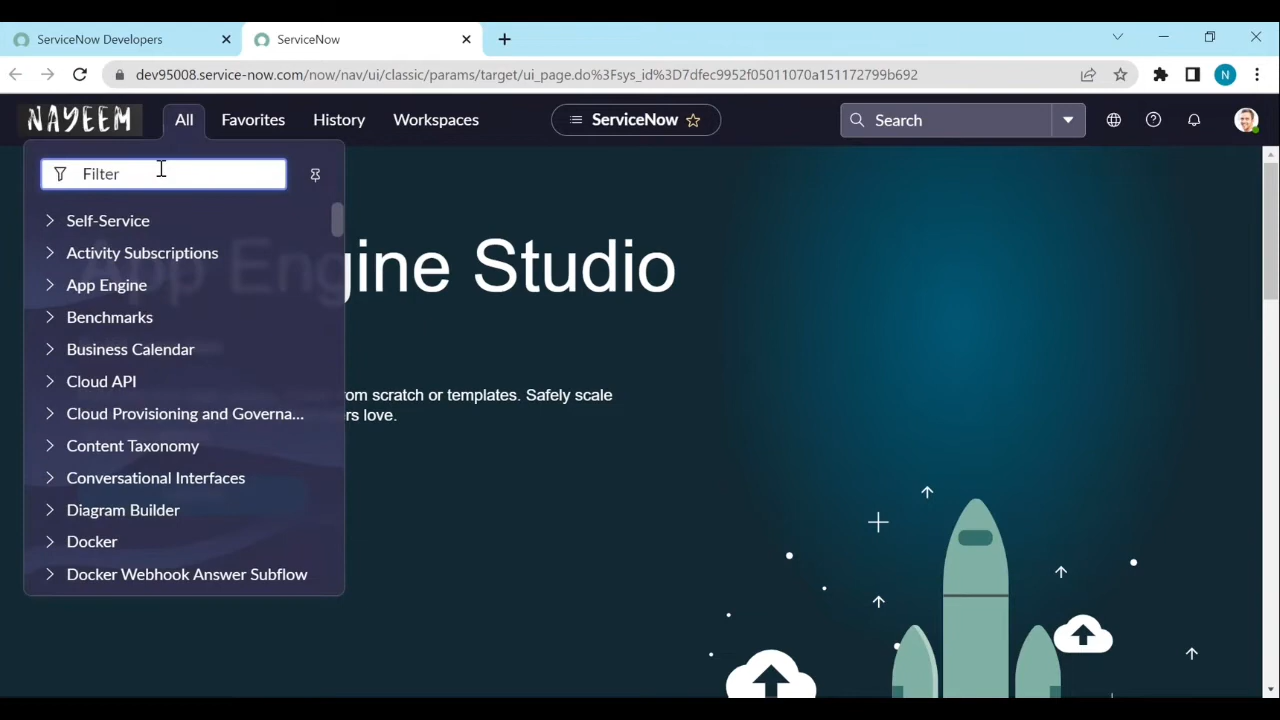 ServiceNow Developers
ServiceNow
dev95008.service-now.com/now/nav/ui/classic/params/target/ui_page.do%3Fsys_id%3D7dfec9952f05011070a151172799b692
N
NAYEEM
All
Favorites
History
Workspaces
ServiceNow
Search
Filter
Self-Service
Activity Subscriptions
App Engine Studio
App Engine
Benchmarks
Business Calendar
Cloud API
om scratch or templates. Safely scale
Cloud Provisioning and Governa...
rs love.
Content Taxonomy
Conversational Interfaces
Diagram Builder
Docker
Docker Webhook Answer Subflow